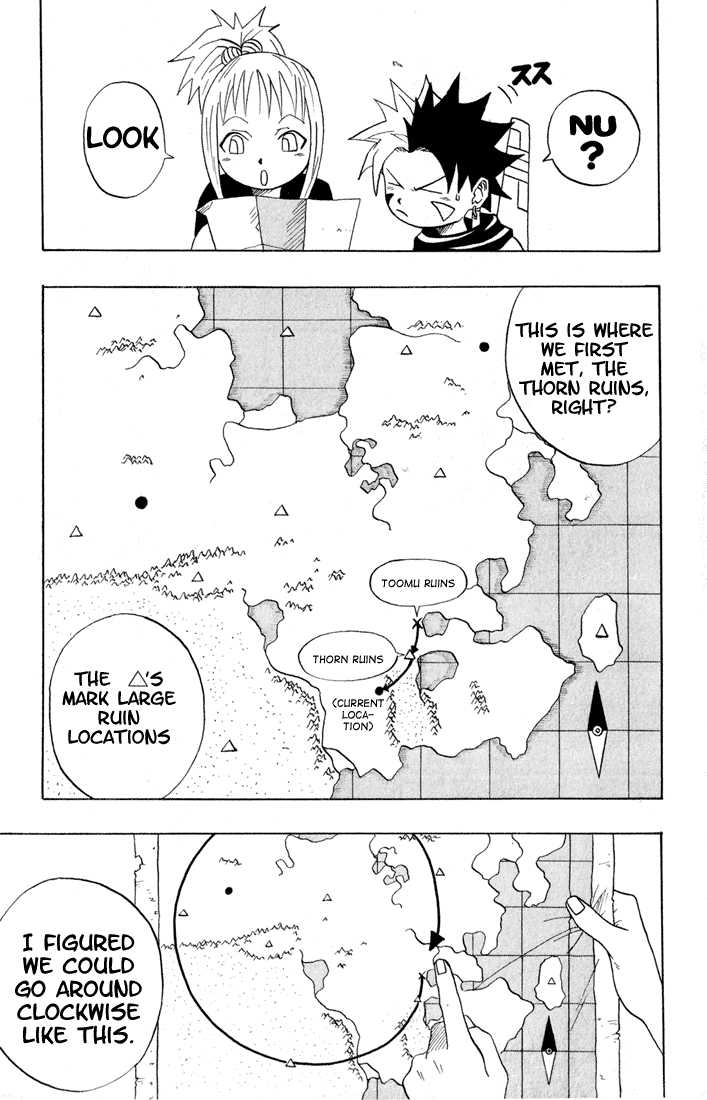 LOOK
スス
NU
?
THIS IS WHERE
WE FIRST
MET, THE
THORN RUINS,
RIGHT?
TOOMU RUINS
THORN RUINS
(CURRENT
LOCA-
TION)
THE △'S
MARK LARGE
RUIN
LOCATIONS
I FIGURED
WE COULD
GO AROUND
CLOCKWISE
LIKE THIS.